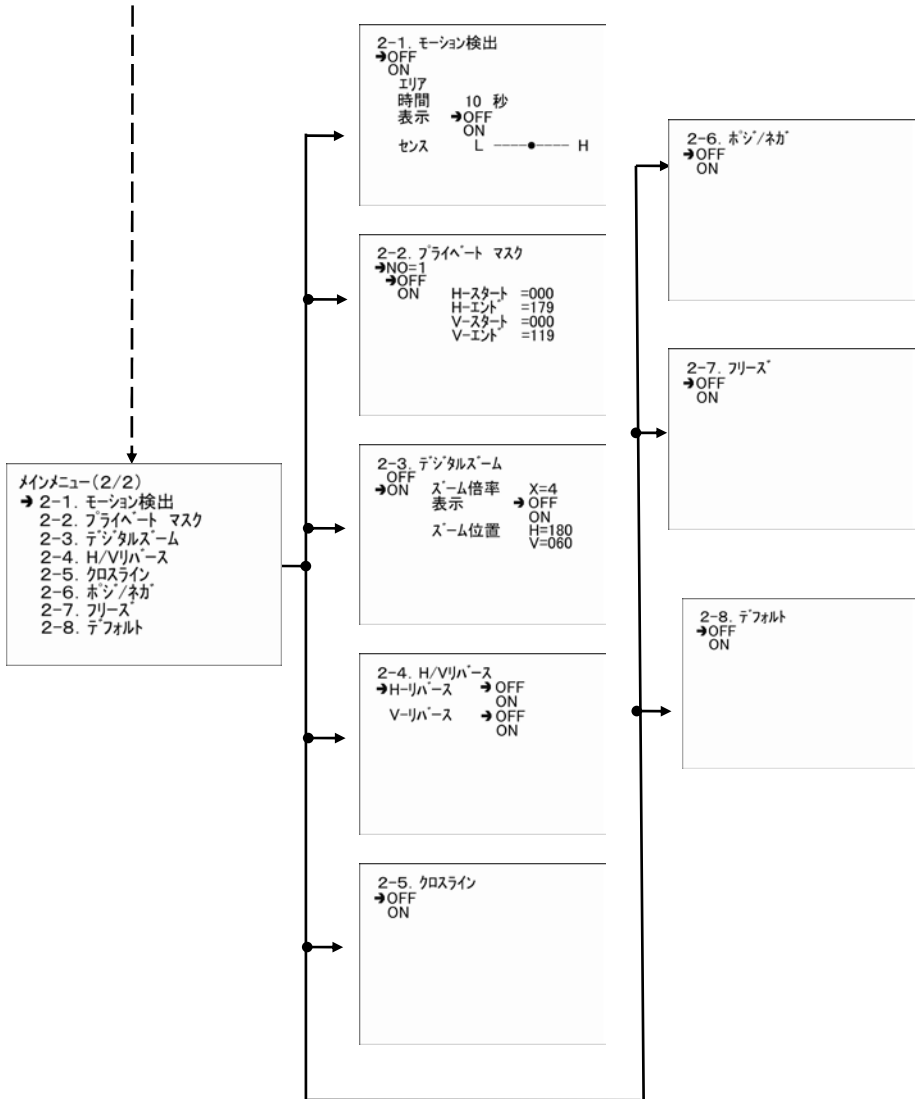 メインメニュー(2/2)
➔ 2-1. モーション検出
2-2. プライベート マスク
2-3. デジタルズーム
2-4. H/Vリバース
2-5. クロスライン
2-6. ポジ/ネガ
2-7. フリーズ
2-8. デフォルト
2-1. モーション検出
➔OFF
ON
エリア
時間 10 秒
表示 ➔OFF
ON
センス L ----●---- H
2-2. プライベート マスク
➔NO=1
➔OFF
ON H-スタート =000
H-エンド =179
V-スタート =000
V-エンド =119
2-3. デジタルズーム
OFF
➔ON ズーム倍率 X=4
表示 ➔OFF
ON
ズーム位置 H=180
V=060
2-4. H/Vリバース
➔H-リバース ➔OFF
ON
V-リバース ➔OFF
ON
2-5. クロスライン
➔OFF
ON
2-6. ポジ/ネガ
➔OFF
ON
2-7. フリーズ
➔OFF
ON
2-8. デフォルト
➔OFF
ON